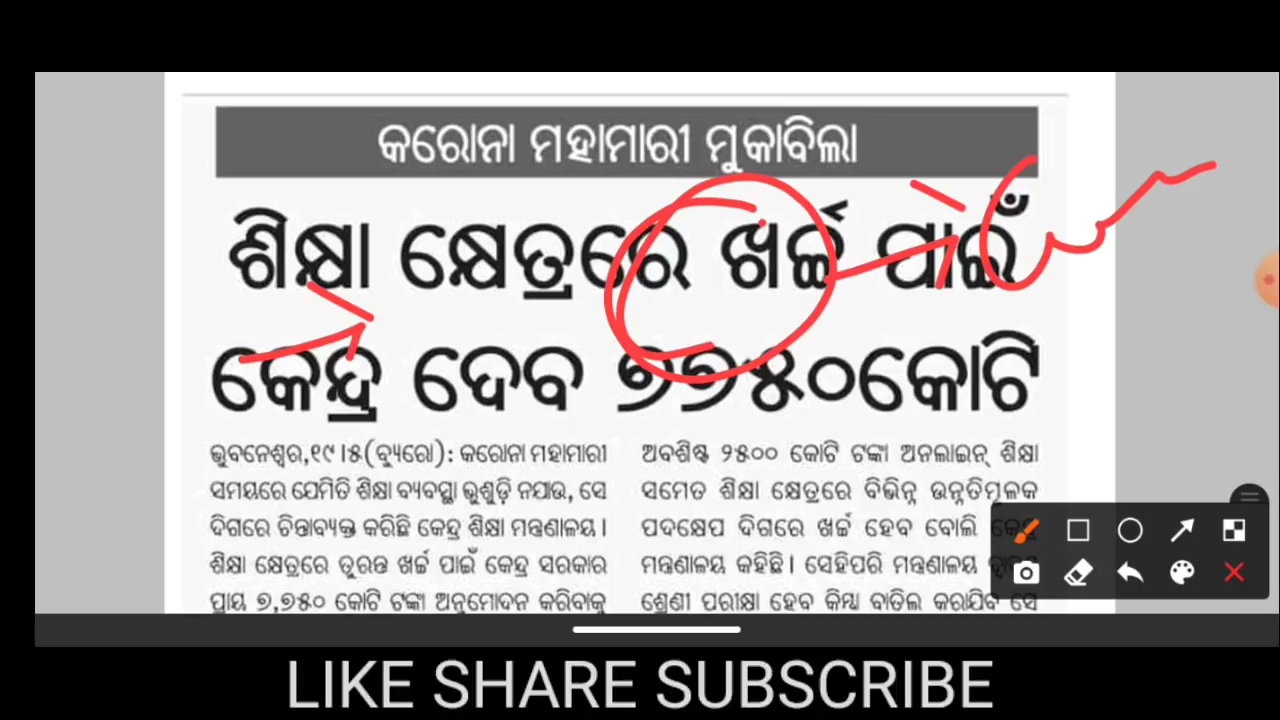 କରୋନା ମହାମାରୀ ମୁକାବିଲା
ଶିକ୍ଷା କ୍ଷେତ୍ରରେ ଖର୍ଚ୍ଚ ପାଇଁ
କେନ୍ଦ୍ର ଦେବ ୭୭୫୦କୋଟି
ଭୁବନେଶ୍ୱର,୧୯।୫(ବ୍ୟୁରୋ): କରୋନା ମହାମାରୀ
ସମୟରେ ଯେମିତି ଶିକ୍ଷା ବ୍ୟବସ୍ଥା ଭୁଶୁଡ଼ି ନଯାଉ, ସେ
ଦିଗରେ ଚିନ୍ତାବ୍ୟକ୍ତ କରିଛି କେନ୍ଦ୍ର ଶିକ୍ଷା ମନ୍ତ୍ରଣାଳୟ।
ଶିକ୍ଷା କ୍ଷେତ୍ରରେ ତୁରନ୍ତ ଖର୍ଚ୍ଚ ପାଇଁ କେନ୍ଦ୍ର ସରକାର
ପ୍ରାୟ ୭,୭୫୦ କୋଟି ଟଙ୍କା ଅନୁମୋଦନ କରିବାକୁ
ଅବଶିଷ୍ଟ ୨୫୦୦ କୋଟି ଟଙ୍କା ଅନଲାଇନ୍ ଶିକ୍ଷା
ସମେତ ଶିକ୍ଷା କ୍ଷେତ୍ରରେ ବିଭିନ୍ନ ଉନ୍ନତିମୂଳକ
ପଦକ୍ଷେପ ଦିଗରେ ଖର୍ଚ୍ଚ ହେବ ବୋଲି କେନ୍ଦ୍ର
ମନ୍ତ୍ରଣାଳୟ କହିଛି। ସେହିପରି ମନ୍ତ୍ରଣାଳୟ
ଶ୍ରେଣୀ ପରୀକ୍ଷା ହେବ କିମ୍ବା ବାତିଲ କରାଯିବ ସେ
LIKE SHARE SUBSCRIBE